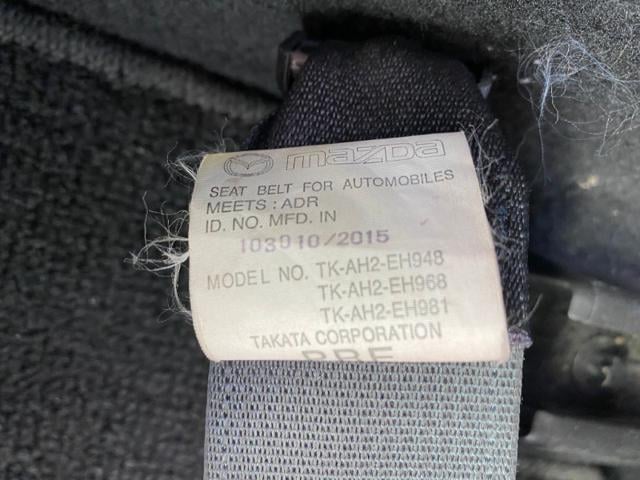 mazda
SEAT BELT FOR AUTOMOBILES
MEETS : ADR
ID. NO. MFD. IN
103910/2015
MODEL NO. TK-AH2-EH948
TK-AH2-EH968
TK-AH2-EH981
TAKATA CORPORATION